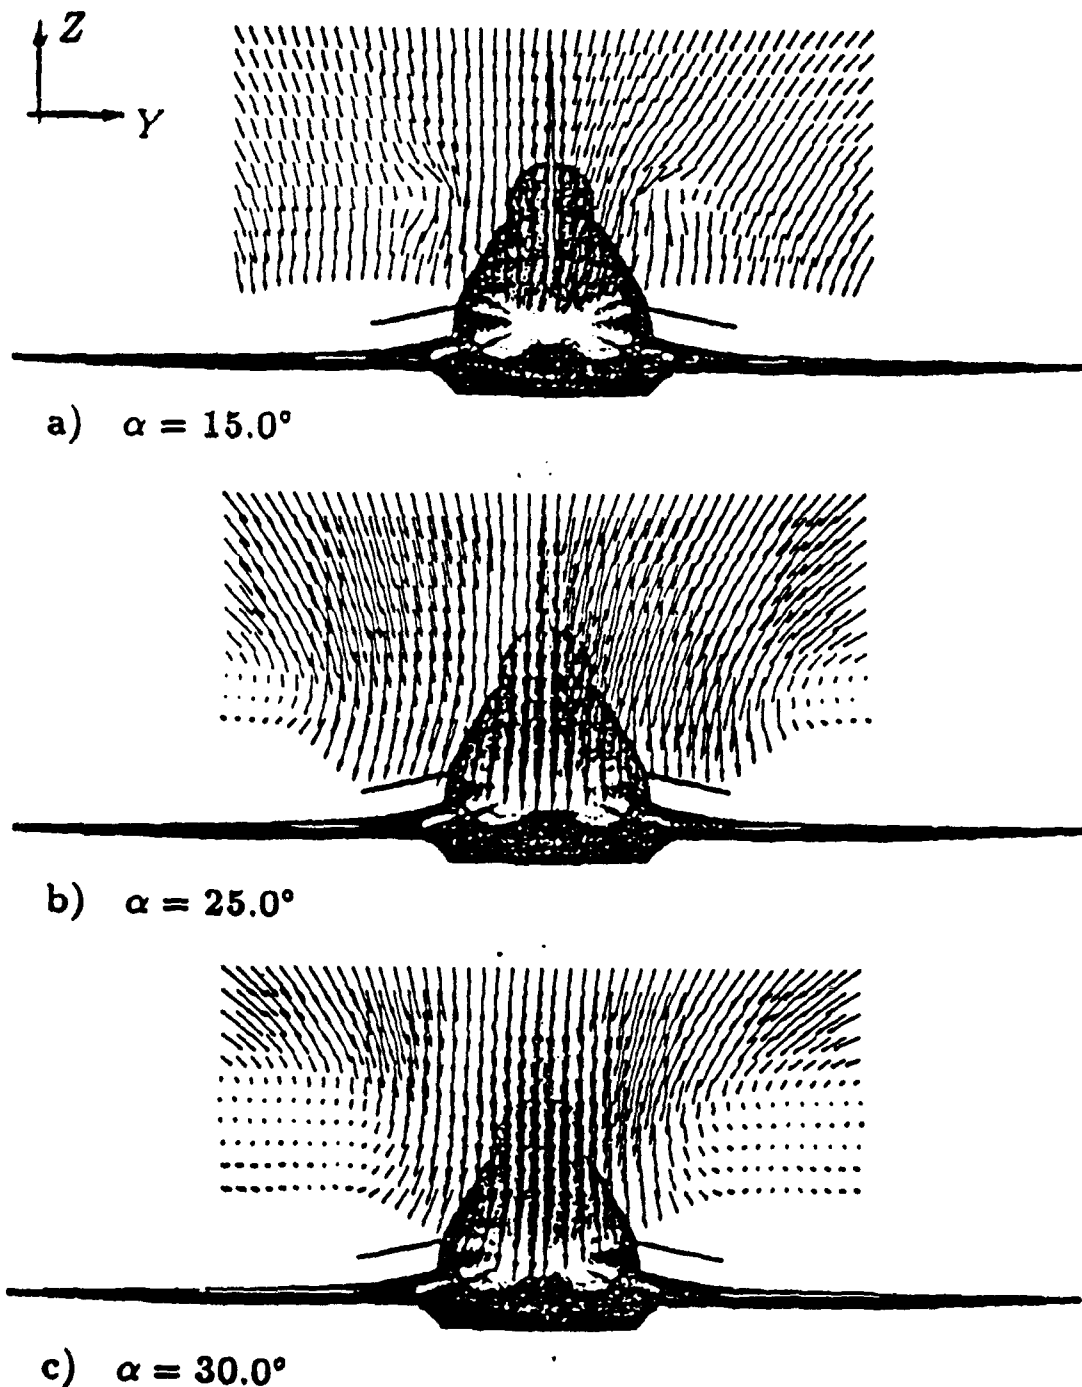 Z
Y
a) α = 15.0°
b) α = 25.0°
c) α = 30.0°